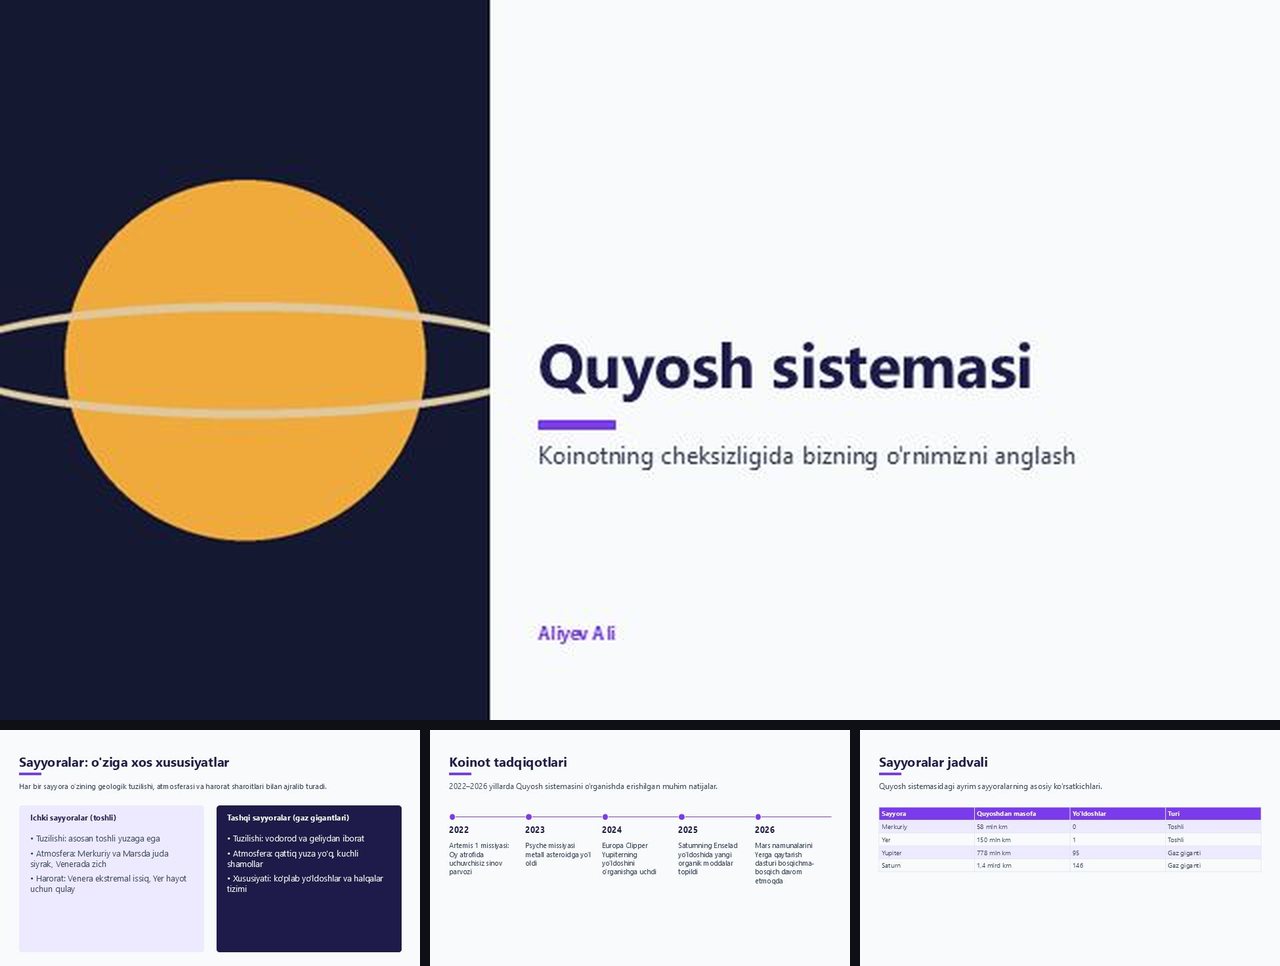 Quyosh sistemasi
Koinotning cheksizligida bizning o'rnimizni anglash
Aliyev Ali
Sayyoralar: o'ziga xos xususiyatlar
Har bir sayyora o'zining geologik tuzilishi, atmosferasi va harorat sharoitlari bilan ajralib turadi.
Ichki sayyoralar (toshli)
• Tuzilishi: asosan toshli yuzaga ega
• Atmosfera: Merkuriy va Marsda juda
siyrak, Venerada zich
• Harorat: Venera ekstremal issiq, Yer hayot
uchun qulay
Tashqi sayyoralar (gaz gigantlari)
• Tuzilishi: vodorod va geliydan iborat
• Atmosfera: qattiq yuza yo'q, kuchli
shamollar
• Xususiyati: ko'plab yo'ldoshlar va halqalar
tizimi
Koinot tadqiqotlari
2022–2026 yillarda Quyosh sistemasini o'rganishda erishilgan muhim natijalar.
2022
Artemis 1 missiyasi:
Oy atrofida
uchuvchisiz sinov
parvozi
2023
Psyche missiyasi
metall asteroidga yo'l
oldi
2024
Europa Clipper
Yupiterning
yo'ldoshini
o'rganishga uchdi
2025
Saturnning Enselad
yo'ldoshida yangi
organik moddalar
topildi
2026
Mars namunalarini
Yerga qaytarish
dasturi bosqichma-
bosqich davom
etmoqda
Sayyoralar jadvali
Quyosh sistemasidagi ayrim sayyoralarning asosiy ko'rsatkichlari.
Sayyora Quyoshdan masofa Yo'ldoshlar Turi
Merkuriy 58 mln km 0 Toshli
Yer 150 mln km 1 Toshli
Yupiter 778 mln km 95 Gaz giganti
Saturn 1,4 mlrd km 146 Gaz giganti